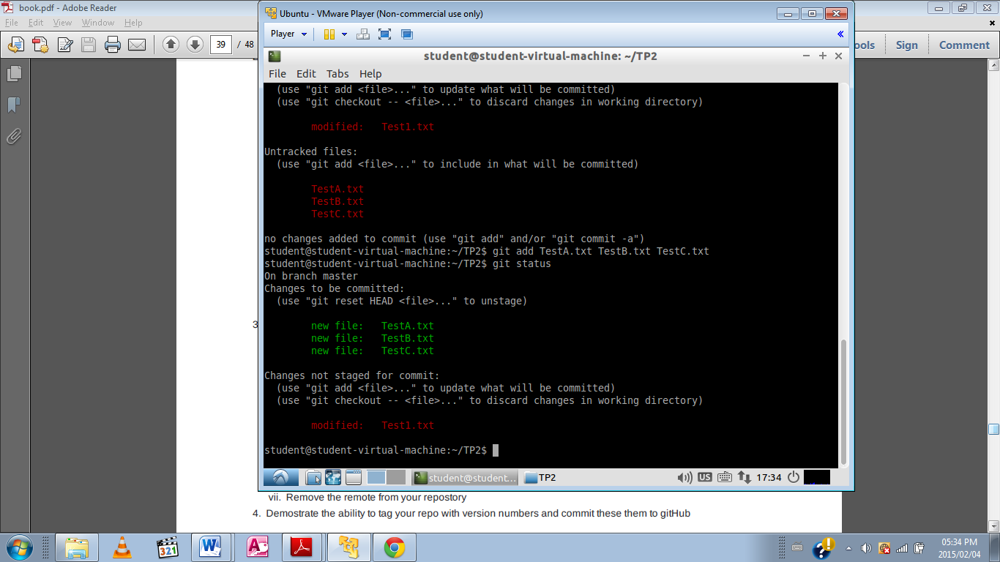 book.pdf - Adobe Reader
File Edit View Window Help
39 / 48
ools Sign Comment
Ubuntu - VMware Player (Non-commercial use only)
Player
student@student-virtual-machine: ~/TP2
File Edit Tabs Help
(use "git add <file>..." to update what will be committed)
(use "git checkout -- <file>..." to discard changes in working directory)
modified: Test1.txt
Untracked files:
(use "git add <file>..." to include in what will be committed)
TestA.txt
TestB.txt
TestC.txt
no changes added to commit (use "git add" and/or "git commit -a")
student@student-virtual-machine:~/TP2$ git add TestA.txt TestB.txt TestC.txt
student@student-virtual-machine:~/TP2$ git status
On branch master
Changes to be committed:
(use "git reset HEAD <file>..." to unstage)
new file: TestA.txt
new file: TestB.txt
new file: TestC.txt
Changes not staged for commit:
(use "git add <file>..." to update what will be committed)
(use "git checkout -- <file>..." to discard changes in working directory)
modified: Test1.txt
student@student-virtual-machine:~/TP2$
student@student... TP2 US 17:34
3
vii. Remove the remote from your repostory
4. Demostrate the ability to tag your repo with version numbers and commit these them to gitHub
321
05:34 PM
2015/02/04